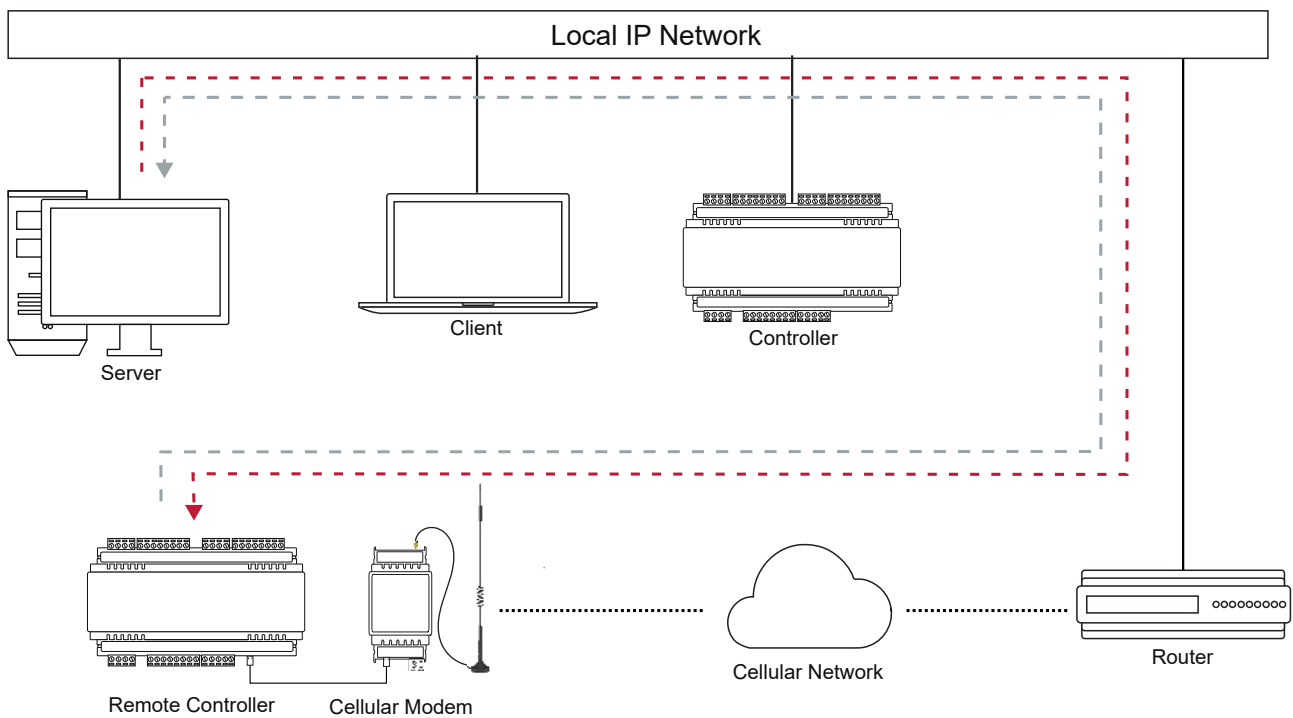 Local IP Network
Server
Client
Controller
Remote Controller
Cellular Modem
Cellular Network
Router